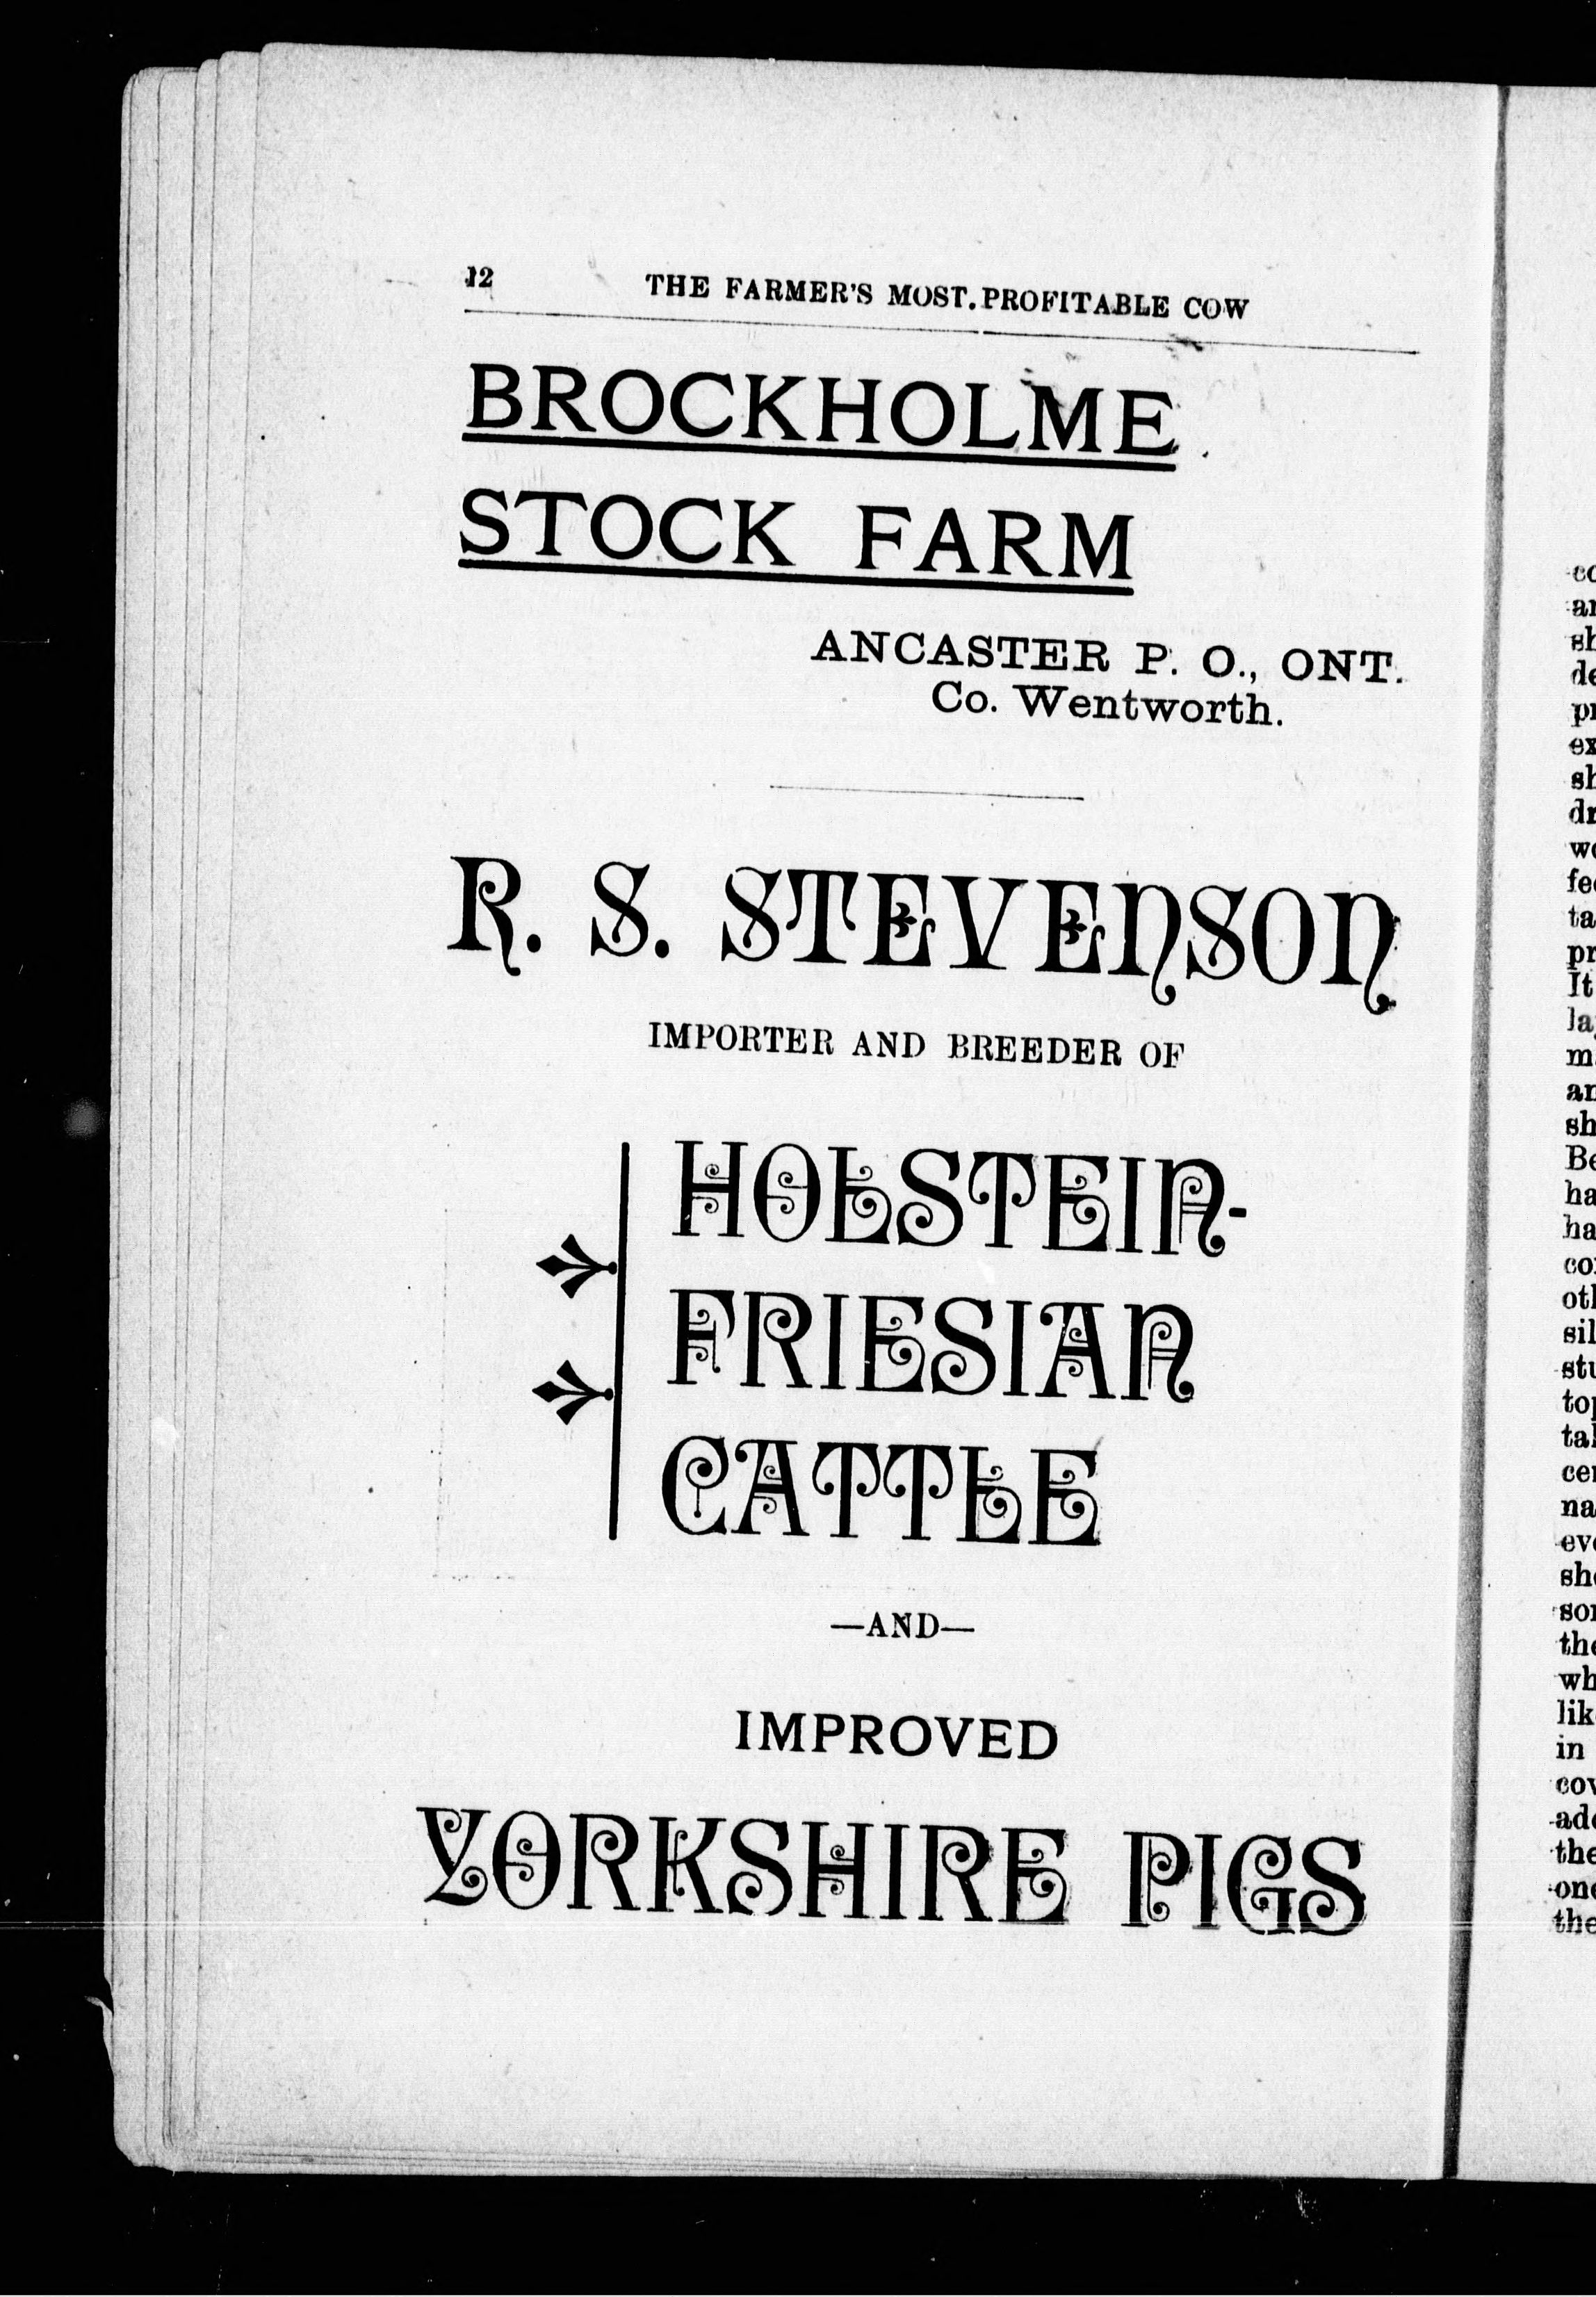 12 THE FARMER'S MOST. PROFITABLE COW
BROCKHOLME
STOCK FARM
ANCASTER P. O., ONT.
Co. Wentworth.
R. S. STEVENSON
IMPORTER AND BREEDER OF
HOLSTEIN-
FRIESIAN
CATTLE
—AND—
IMPROVED
YORKSHIRE PIGS